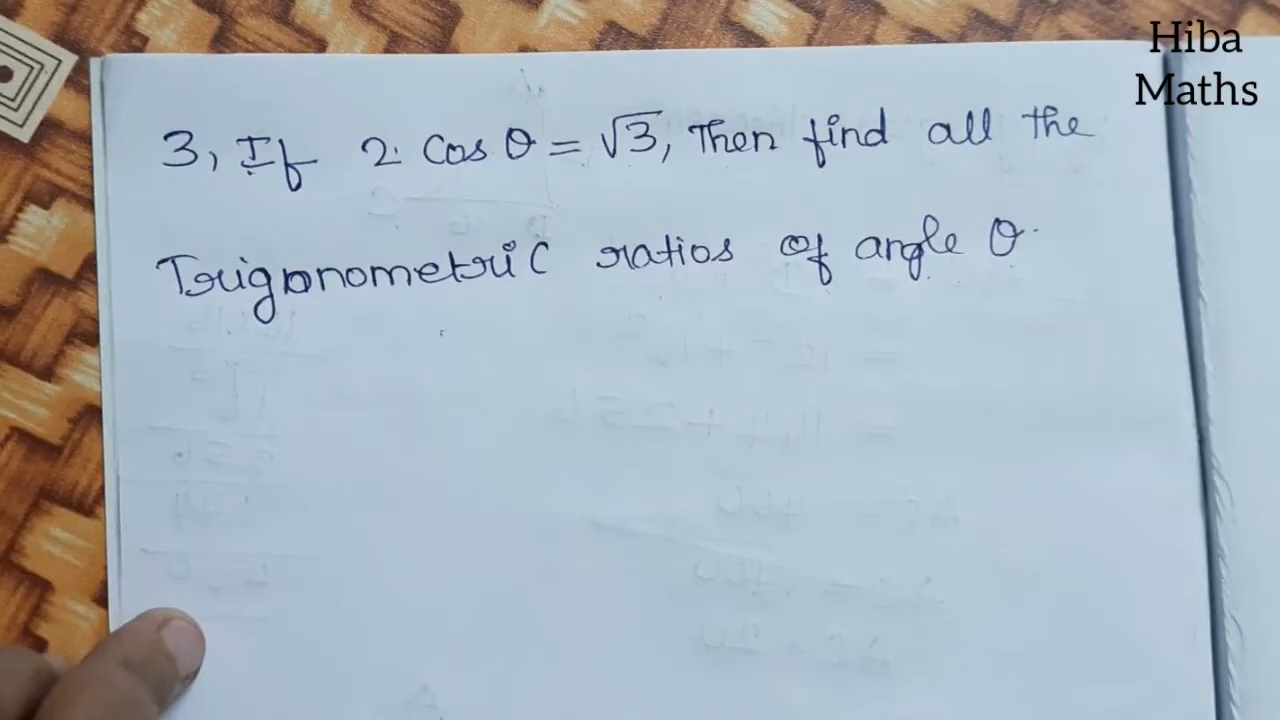 Hiba
Maths
3, If 2 cos θ = √3, Then find all the
Trigonometric ratios of angle θ.